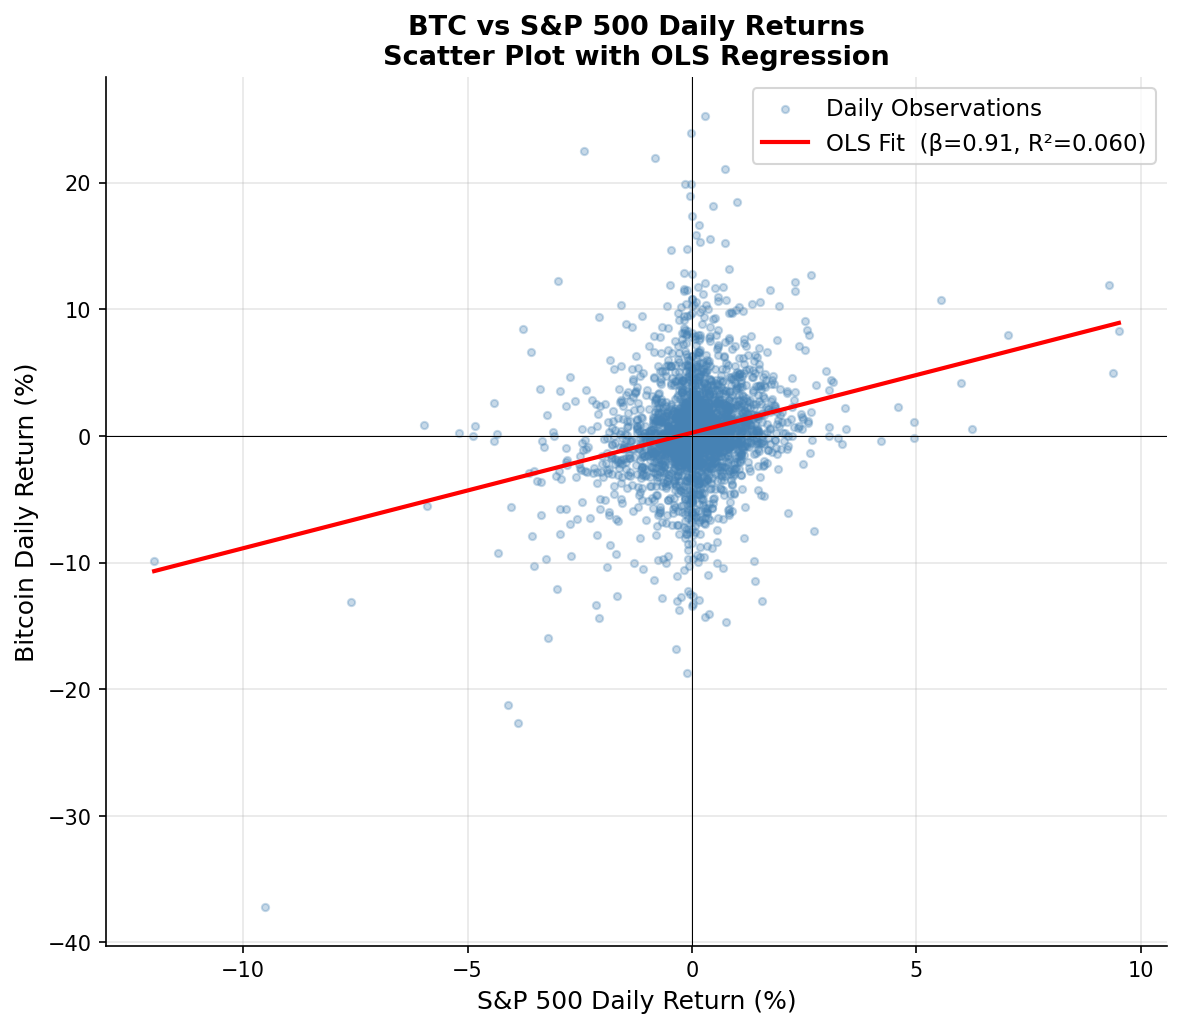 BTC vs S&P 500 Daily Returns
Scatter Plot with OLS Regression
Daily Observations
OLS Fit  (β=0.91, R²=0.060)
Bitcoin Daily Return (%)
20
10
0
−10
−20
−30
−40
−10
−5
0
5
10
S&P 500 Daily Return (%)